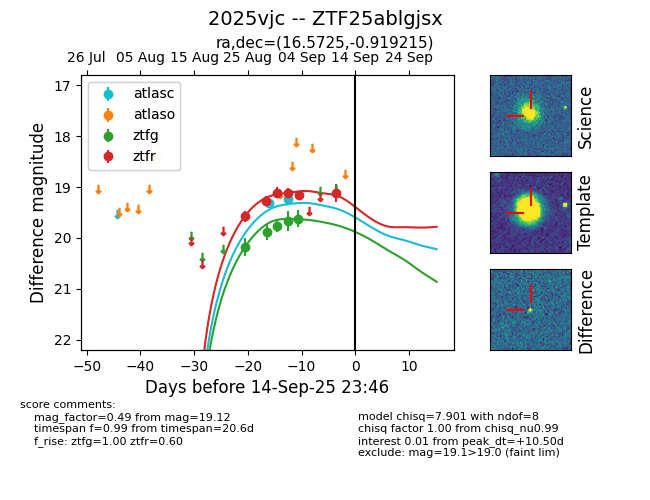 2025vjc -- ZTF25ablgjsx
ra,dec=(16.5725,-0.919215)
26 Jul 05 Aug 15 Aug 25 Aug 04 Sep 14 Sep 24 Sep
atlasc
atlaso
ztfg
ztfr
17
18
19
20
21
22
Difference magnitude
−50 −40 −30 −20 −10 0 10
Days before 14-Sep-25 23:46
Science
Template
Difference
score comments:
mag_factor=0.49 from mag=19.12
timespan f=0.99 from timespan=20.6d
f_rise: ztfg=1.00 ztfr=0.60
model chisq=7.901 with ndof=8
chisq factor 1.00 from chisq_nu0.99
interest 0.01 from peak_dt=+10.50d
exclude: mag=19.1>19.0 (faint lim)